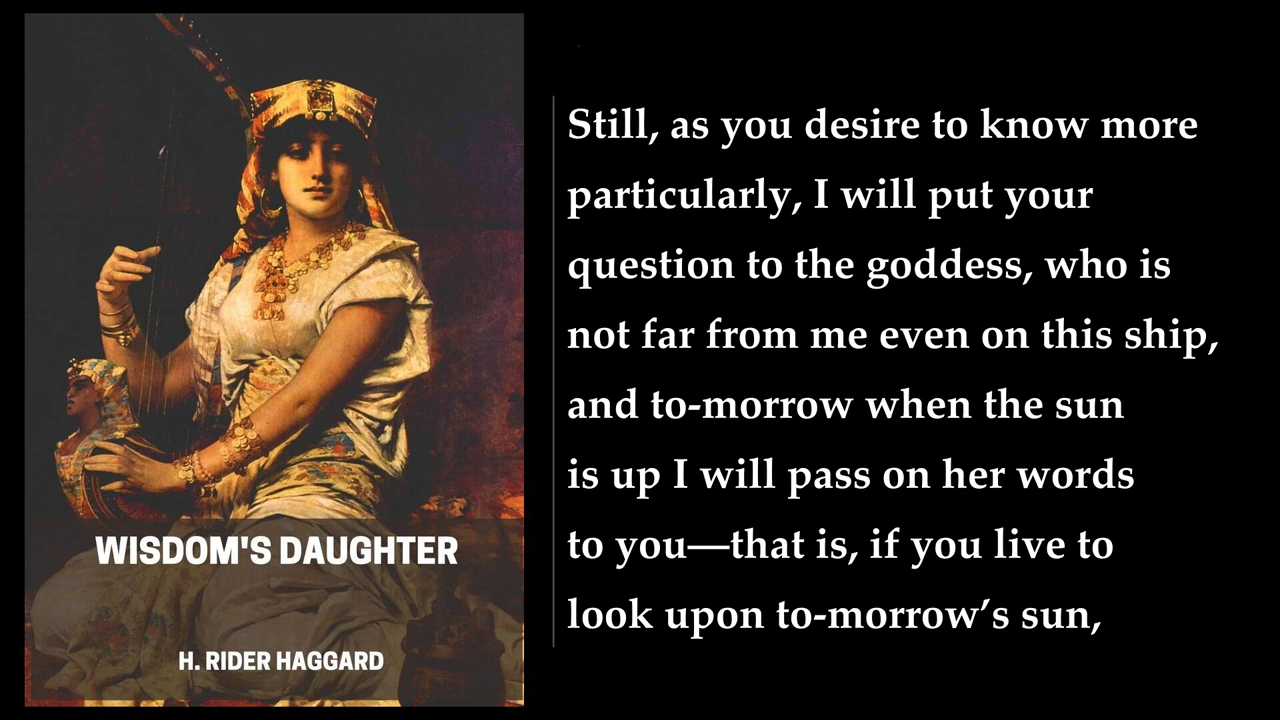 WISDOM'S DAUGHTER
H. RIDER HAGGARD
Still, as you desire to know more
particularly, I will put your
question to the goddess, who is
not far from me even on this ship,
and to-morrow when the sun
is up I will pass on her words
to you—that is, if you live to
look upon to-morrow’s sun,